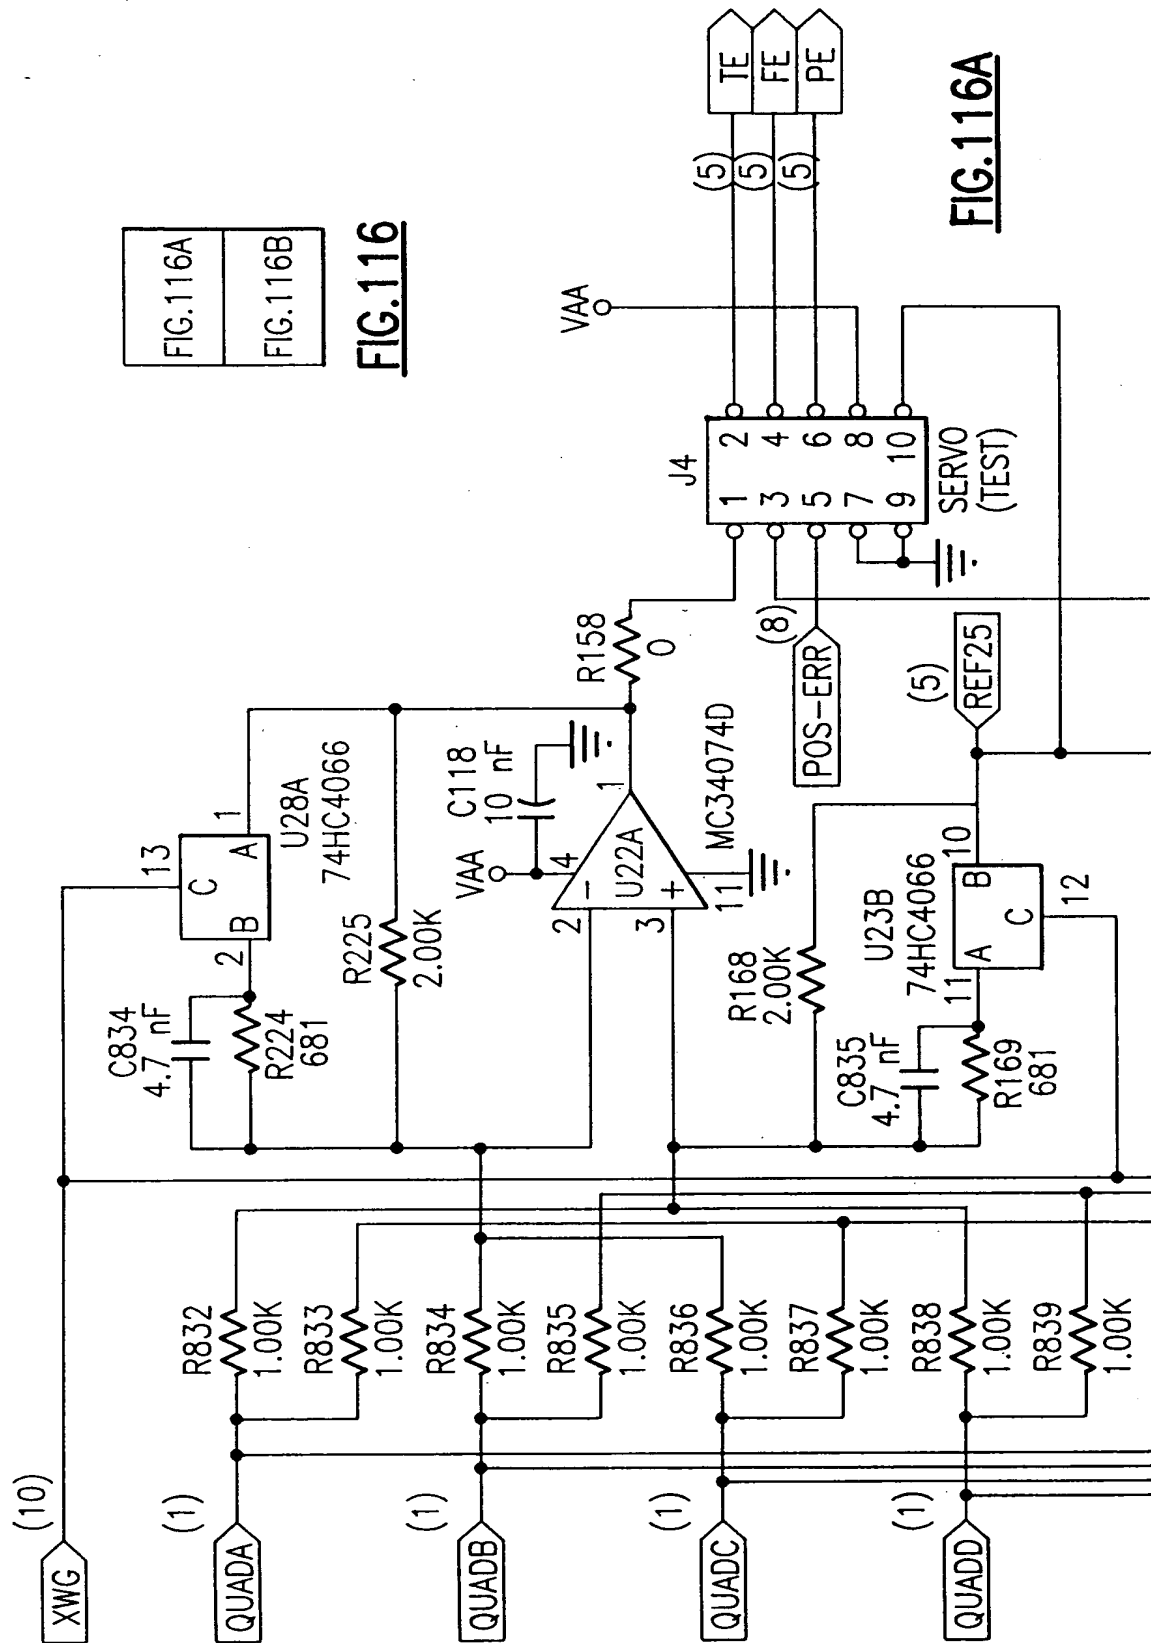 FIG.116A
FIG.116B
FIG.116
FIG.116A
XWG
(10)
QUADA
(1)
QUADB
(1)
QUADC
(1)
QUADD
(1)
R832
1.00K
R833
1.00K
R834
1.00K
R835
1.00K
R836
1.00K
R837
1.00K
R838
1.00K
R839
1.00K
C834
4.7 nF
R224
681
2
B
C
A
13
1
U28A
74HC4066
R225
2.00K
VAA
4
C118
10 nF
2
3
-
+
U22A
1
11
MC34074D
R158
0
R168
2.00K
C835
4.7 nF
R169
681
11
A
B
C
10
12
U23B
74HC4066
(5)
REF25
(8)
POS-ERR
J4
1 2
3 4
5 6
7 8
9 10
SERVO
(TEST)
VAA
(5)
TE
(5)
FE
(5)
PE